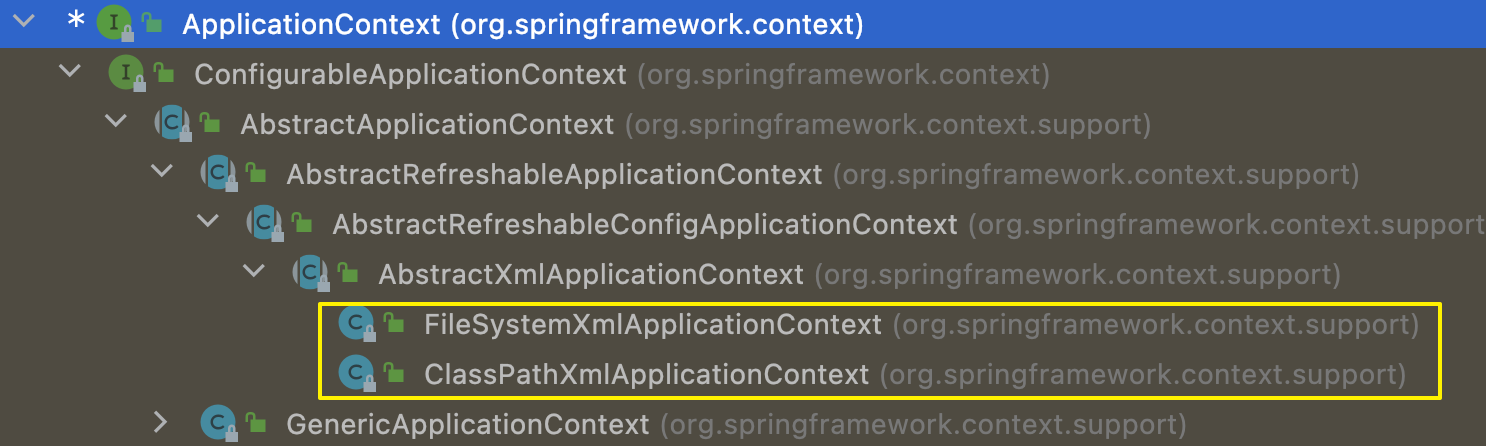 * I ApplicationContext (org.springframework.context)
I ConfigurableApplicationContext (org.springframework.context)
C AbstractApplicationContext (org.springframework.context.support)
C AbstractRefreshableApplicationContext (org.springframework.context.support)
C AbstractRefreshableConfigApplicationContext (org.springframework.context.support
C AbstractXmlApplicationContext (org.springframework.context.support)
C FileSystemXmlApplicationContext (org.springframework.context.support)
C ClassPathXmlApplicationContext (org.springframework.context.support)
C GenericApplicationContext (org.springframework.context.support)